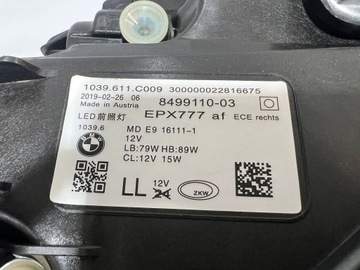 1039.611.C009 300000022816675
2019-02-26 06
Made in Austria
8499110-03
LED前照灯 EPX777 af ECE rechts
1039.6
MD E9 16111-1
12V
LB:79W HB:89W
CL:12V 15W
BMW
LL 12V
24
ZKW